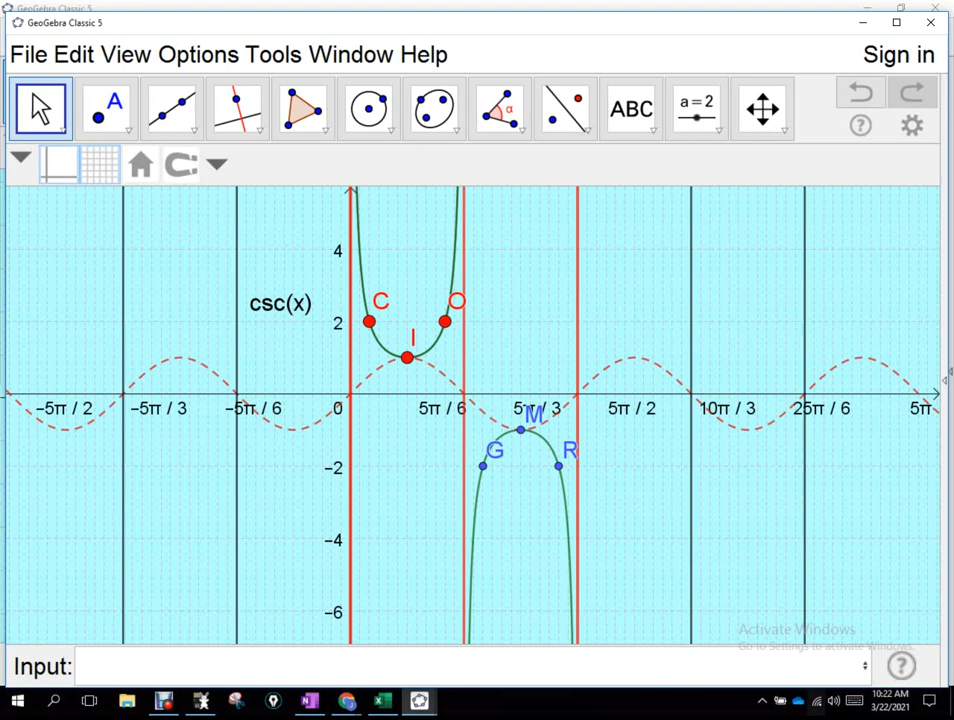 GeoGebra Classic 5
GeoGebra Classic 5
File Edit View Options Tools Window Help
Sign in
A
α
ABC
a = 2
4
csc(x)
C
O
2
I
−5π / 2
−5π / 3
−5π / 6
0
5π / 6
5π / 3
5π / 2
10π / 3
25π / 6
5π
M
G
R
−2
−4
−6
Activate Windows
Go to Settings to activate Windows.
Input:
10:22 AM
3/22/2021